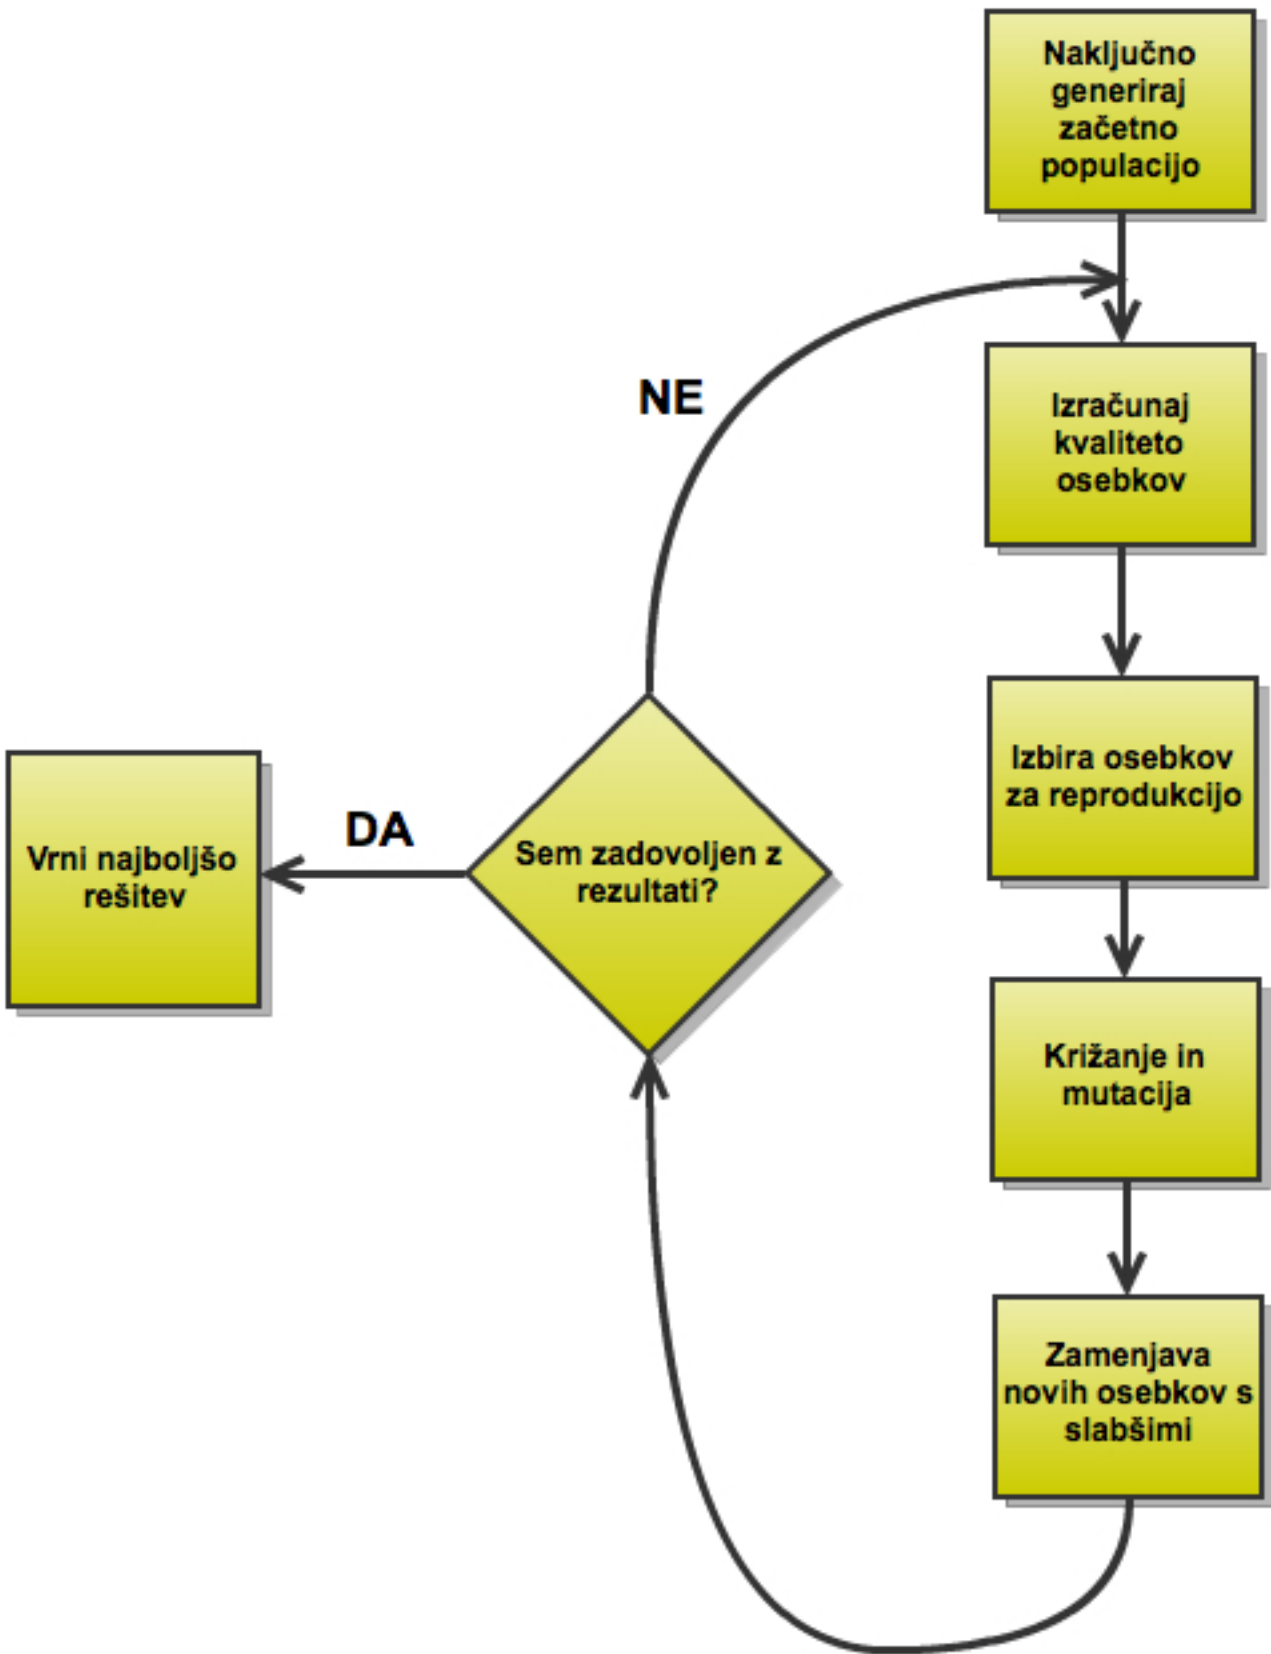 Naključno
generiraj
začetno
populacijo
NE
Izračunaj
kvaliteto
osebkov
Izbira osebkov
za reprodukcijo
DA
Vrni najboljšo
rešitev
Sem zadovoljen z
rezultati?
Križanje in
mutacija
Zamenjava
novih osebkov s
slabšimi